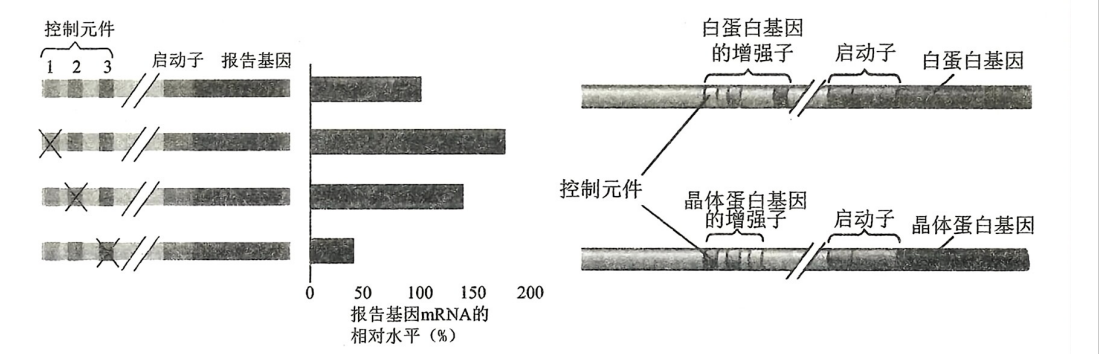 控制元件
1 2 3
启动子 报告基因
0 50 100 150 200
报告基因mRNA的
相对水平（%）
白蛋白基因
的增强子
启动子
白蛋白基因
控制元件
晶体蛋白基因
的增强子
启动子
晶体蛋白基因